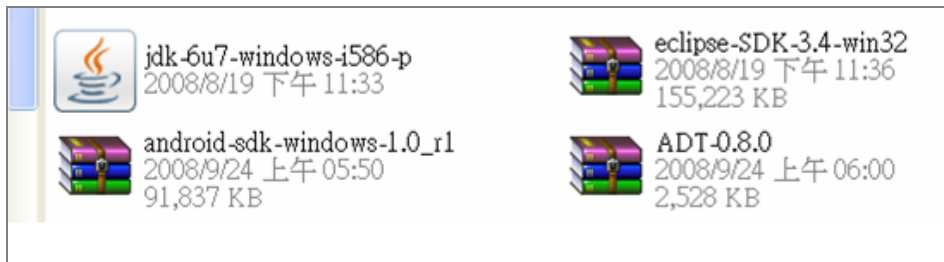 jdk-6u7-windows-i586-p
2008/8/19 下午 11:33
eclipse-SDK-3.4-win32
2008/8/19 下午 11:36
155,223 KB
android-sdk-windows-1.0_r1
2008/9/24 上午 05:50
91,837 KB
ADT-0.8.0
2008/9/24 上午 06:00
2,528 KB